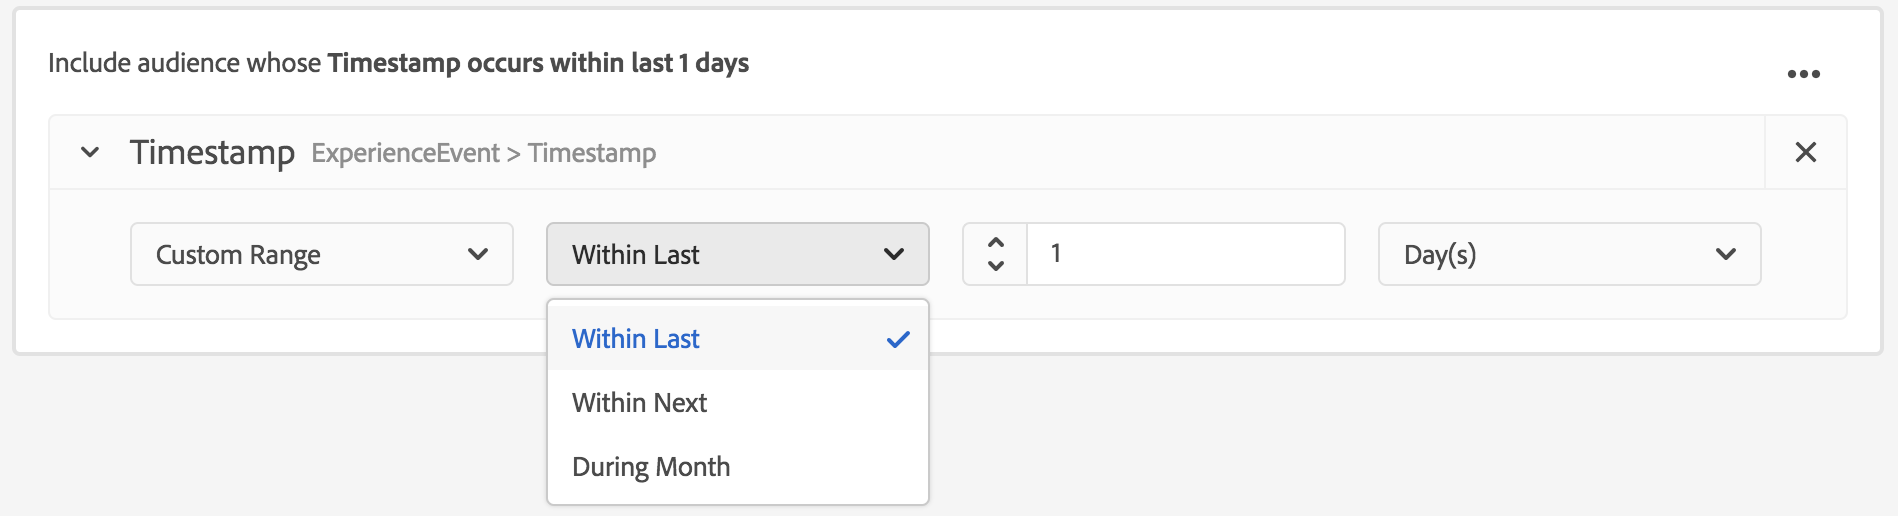 Include audience whose Timestamp occurs within last 1 days
Timestamp ExperienceEvent > Timestamp
Custom Range Within Last 1 Day(s)
Within Last
Within Next
During Month